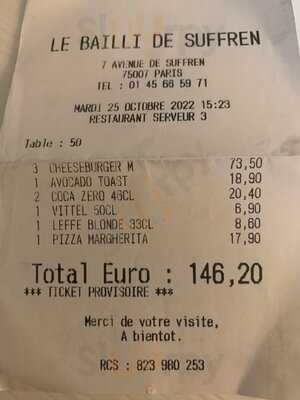 LE BAILLI DE SUFFREN
7 AVENUE DE SUFFREN
75007 PARIS
TEL : 01 45 66 59 71
MARDI 25 OCTOBRE 2022 15:23
RESTAURANT SERVEUR 3
Table : 50
3 CHEESEBURGER M 73,50
1 AVOCADO TOAST 18,90
2 COCA ZERO 46CL 20,40
1 VITTEL 50CL 6,90
1 LEFFE BLONDE 33CL 8,60
1 PIZZA MARGHERITA 17,90
Total Euro : 146,20
*** TICKET PROVISOIRE ***
Merci de votre visite,
A bientot.
RCS : 823 980 253